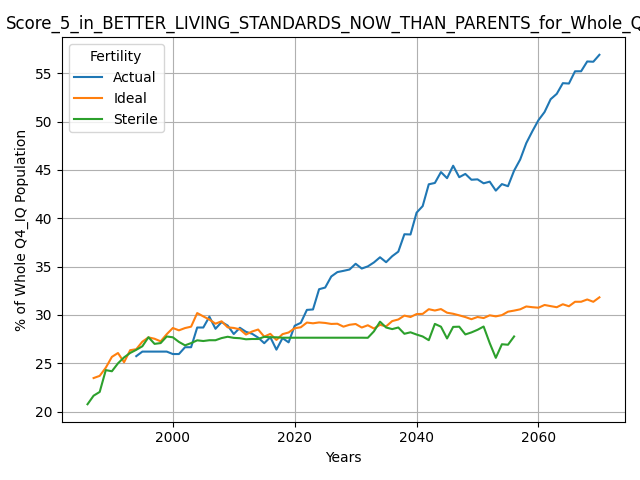 Score_5_in_BETTER_LIVING_STANDARDS_NOW_THAN_PARENTS_for_Whole_Q
Fertility
Actual
Ideal
Sterile
% of Whole Q4_IQ Population
55
50
45
40
35
30
25
20
2000
2020
2040
2060
Years